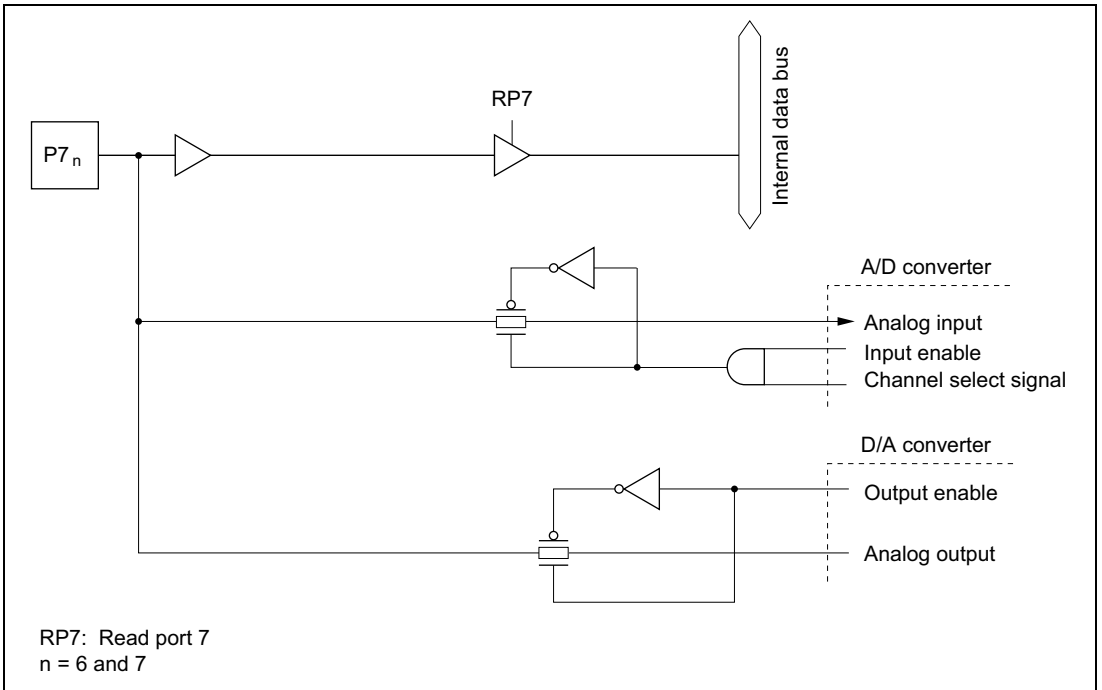 RP7
P7n
Internal data bus
A/D converter
Analog input
Input enable
Channel select signal
D/A converter
Output enable
Analog output
RP7: Read port 7
n = 6 and 7